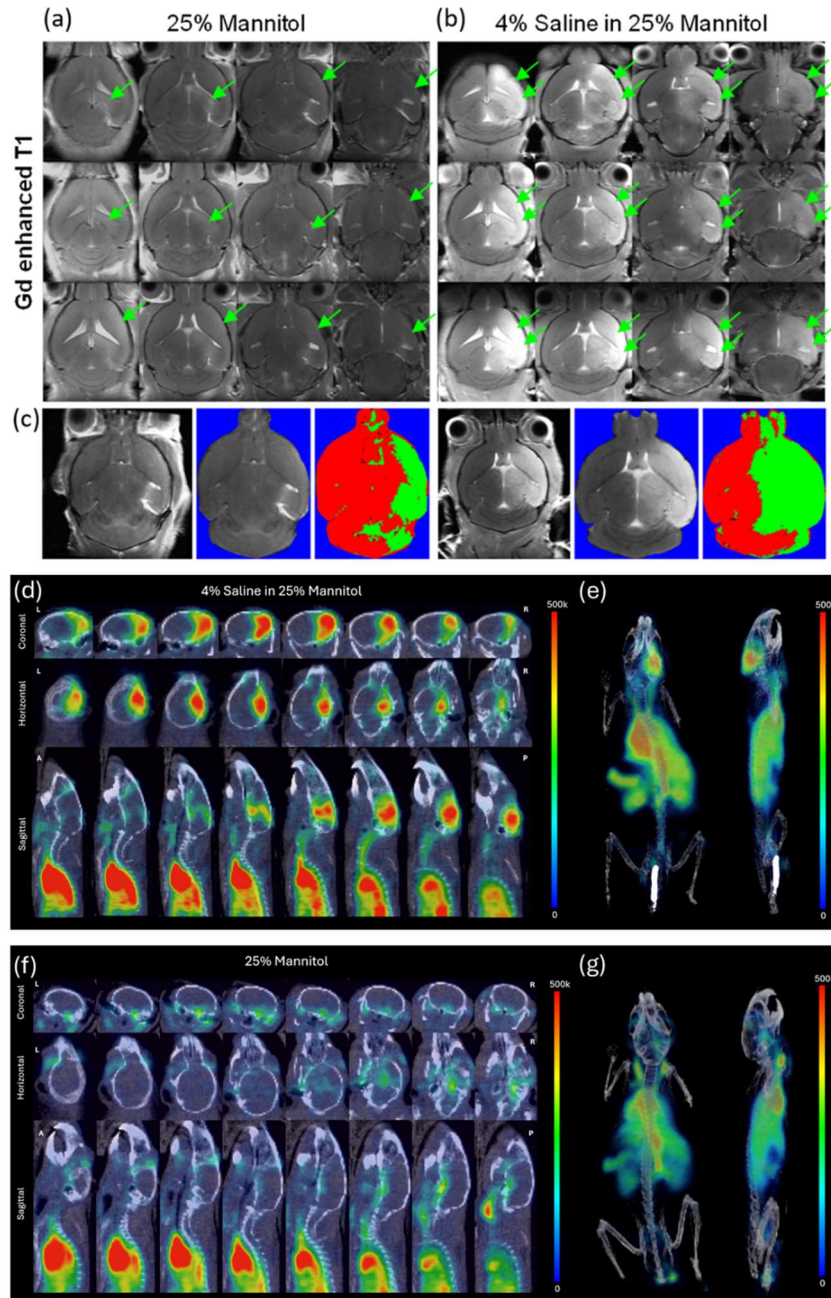 (a) 25% Mannitol
(b) 4% Saline in 25% Mannitol
Gd enhanced T1
(c)
(d) 4% Saline in 25% Mannitol
L R
Coronal
L R
Horizontal
A P
Sagittal
500k
0
(e)
500
0
(f) 25% Mannitol
L R
Coronal
L R
Horizontal
A P
Sagittal
500k
0
(g)
500
0